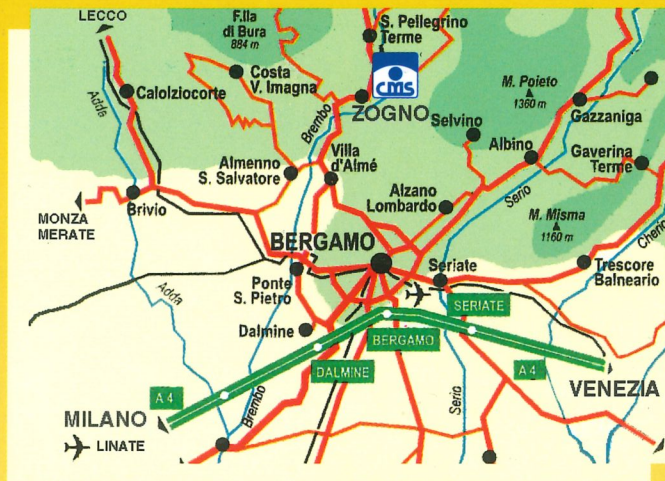 LECCO
F.lla
di Bura
884 m
S. Pellegrino
Terme
Costa
V. Imagna
CMS
Calolziocorte
Adda
Brembo
ZOGNO
M. Poieto
1360 m
Gazzaniga
Selvino
Albino
Almenno
S. Salvatore
Villa
d'Almé
Gaverina
Terme
Alzano
Lombardo
Serio
Brivio
MONZA
MERATE
M. Misma
1160 m
BERGAMO
Seriate
Trescore
Balneario
Ponte
S. Pietro
Adda
SERIATE
Dalmine
BERGAMO
DALMINE
A 4
A 4
VENEZIA
Brembo
Serio
MILANO
LINATE